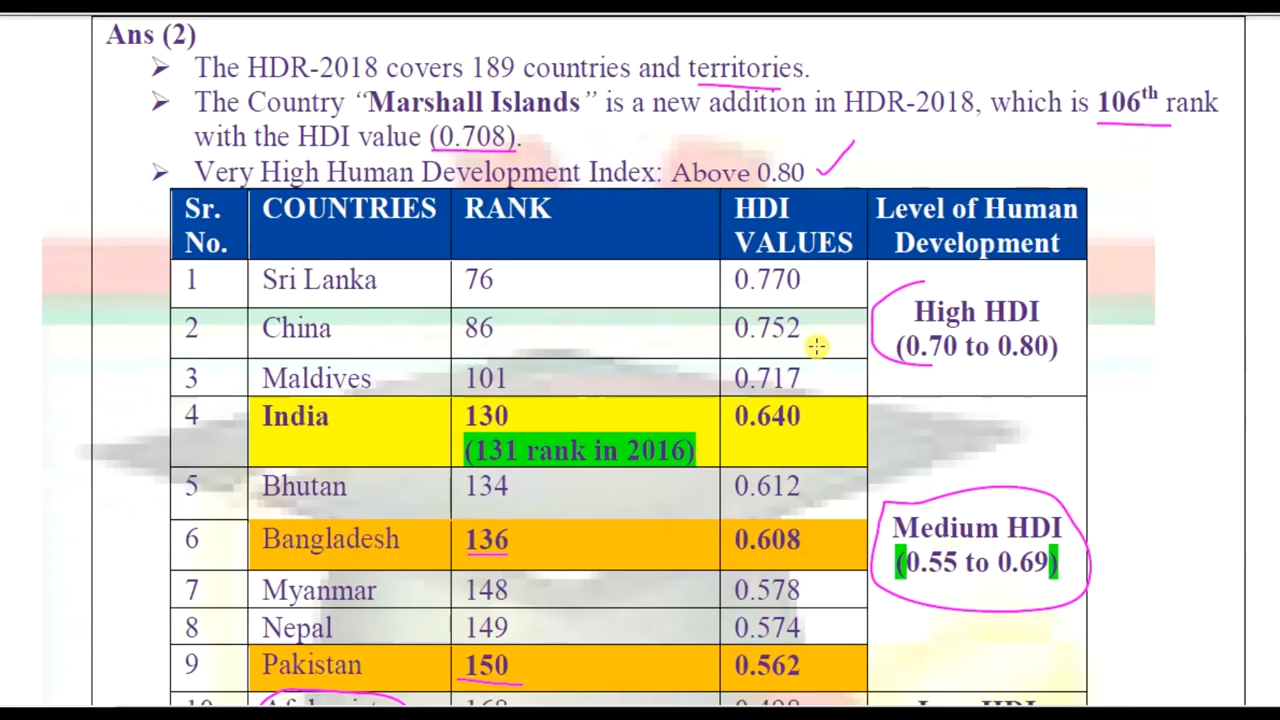 Ans (2)
➢ The HDR-2018 covers 189 countries and territories.
➢ The Country “Marshall Islands” is a new addition in HDR-2018, which is 106th rank
with the HDI value (0.708).
➢ Very High Human Development Index: Above 0.80
Sr. No. COUNTRIES RANK HDI VALUES Level of Human Development
1 Sri Lanka 76 0.770
High HDI
2 China 86 0.752
(0.70 to 0.80)
3 Maldives 101 0.717
4 India 130 0.640
(131 rank in 2016)
5 Bhutan 134 0.612
Medium HDI
6 Bangladesh 136 0.608
(0.55 to 0.69)
7 Myanmar 148 0.578
8 Nepal 149 0.574
9 Pakistan 150 0.562